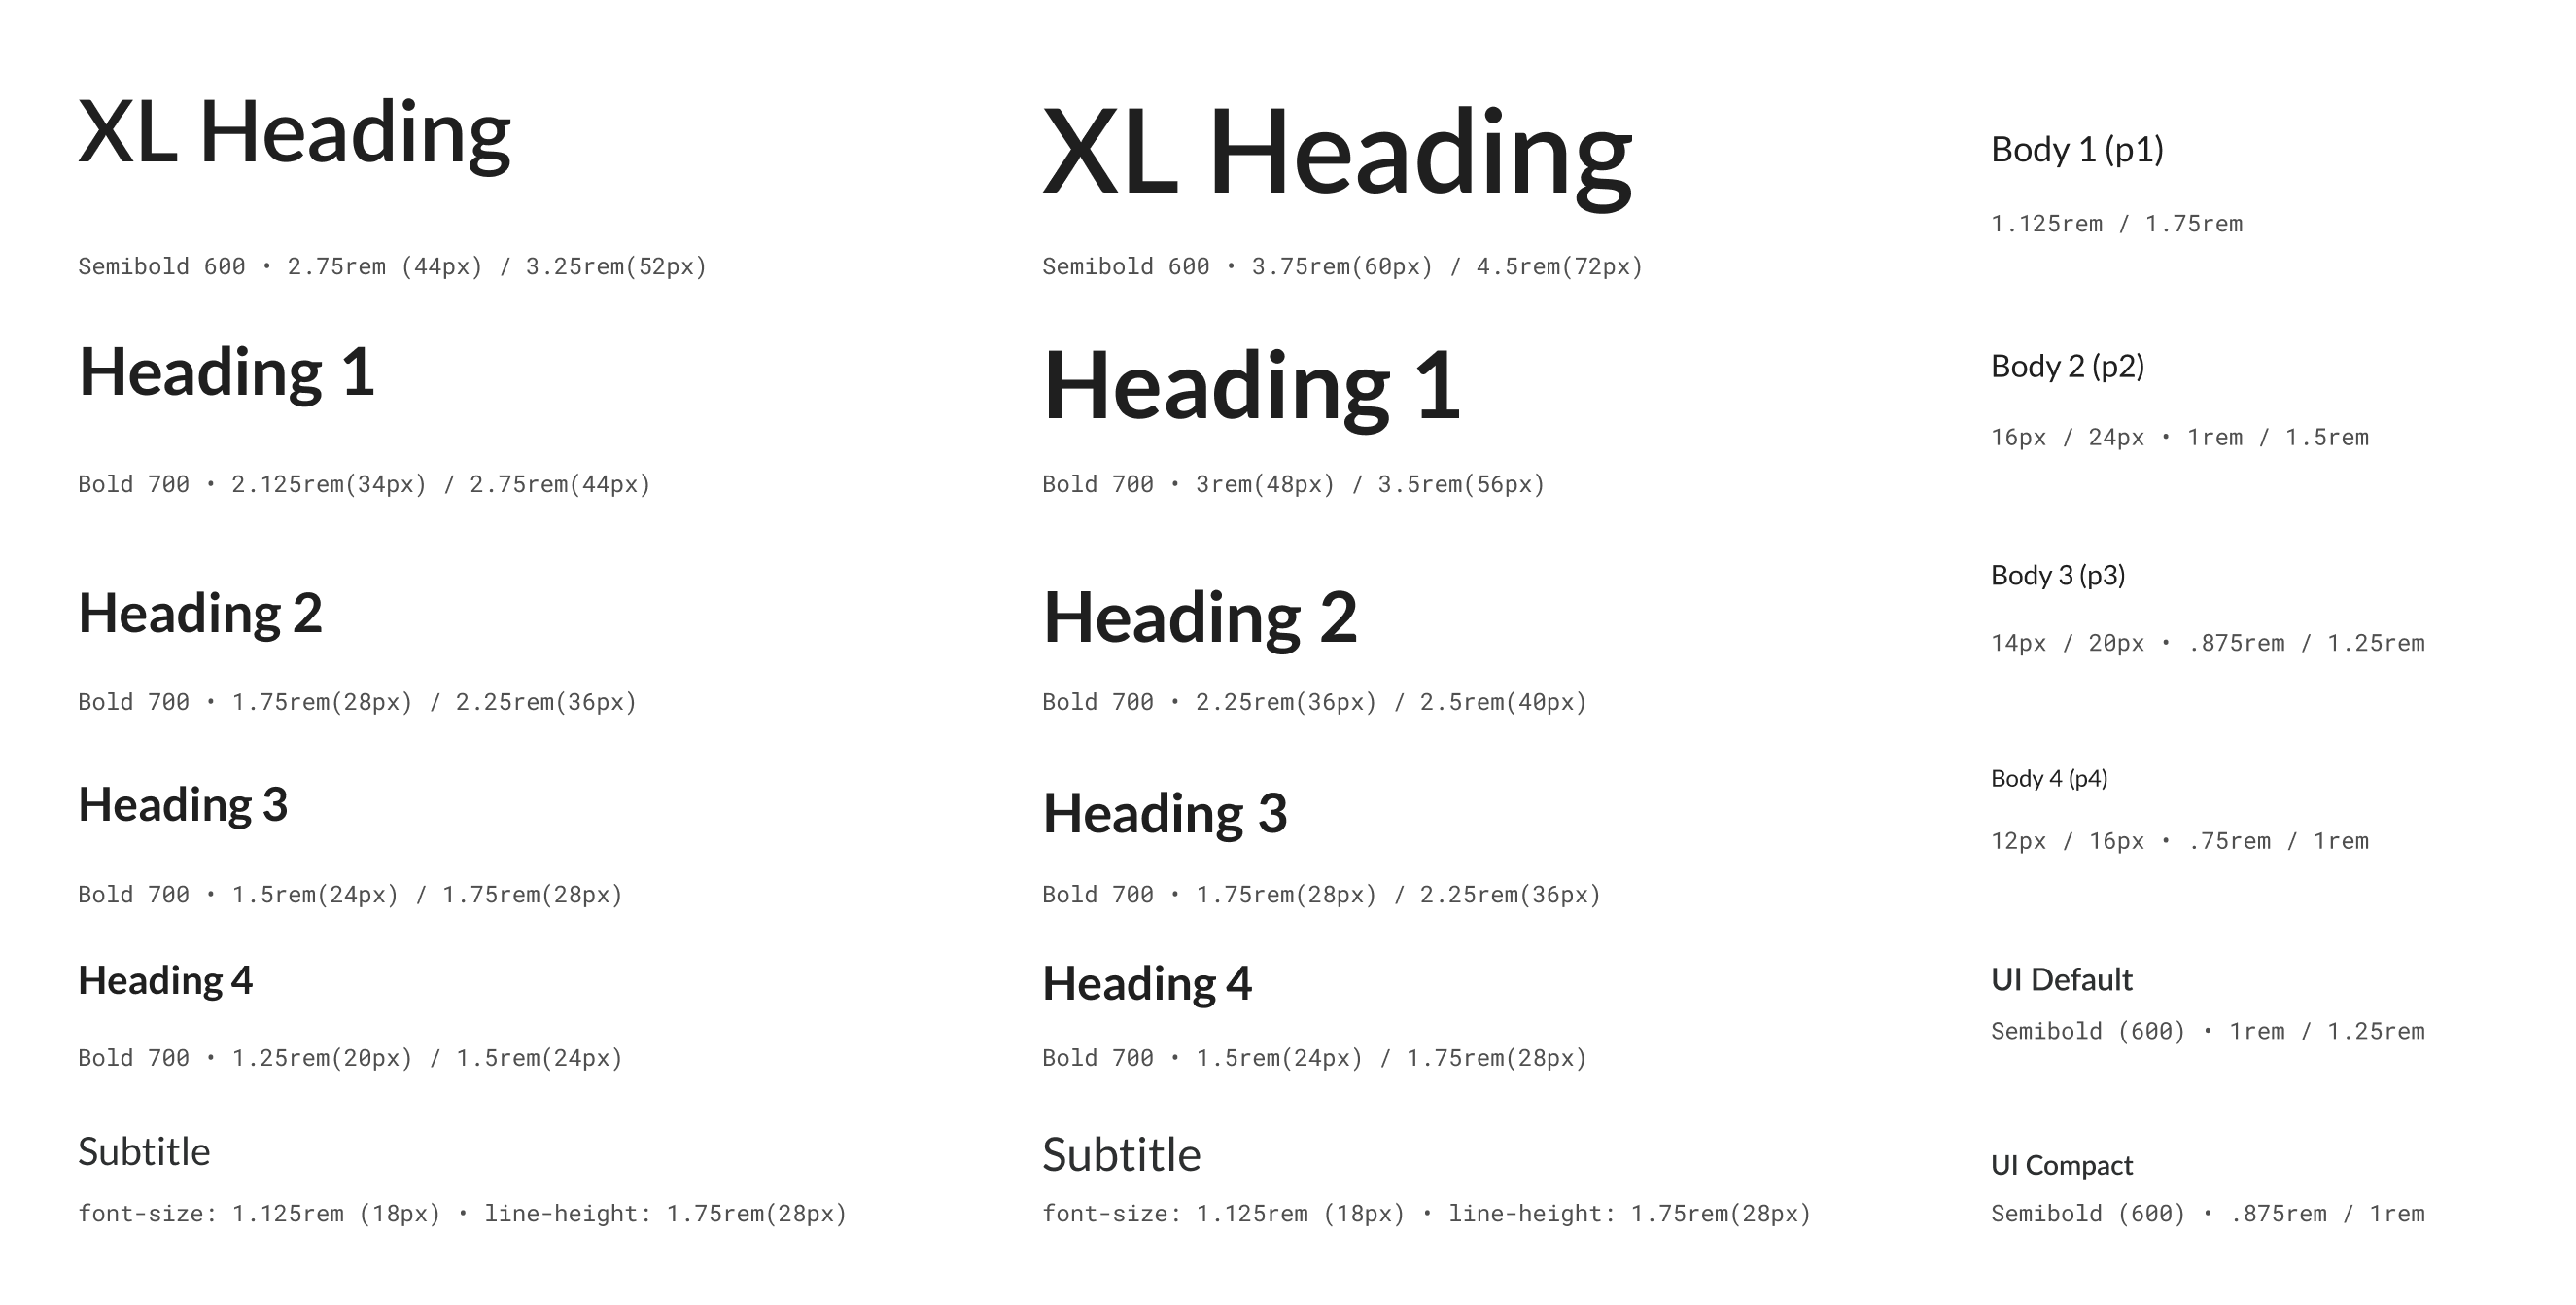 XL Heading
Semibold 600 • 2.75rem (44px) / 3.25rem(52px)
Heading 1
Bold 700 • 2.125rem(34px) / 2.75rem(44px)
Heading 2
Bold 700 • 1.75rem(28px) / 2.25rem(36px)
Heading 3
Bold 700 • 1.5rem(24px) / 1.75rem(28px)
Heading 4
Bold 700 • 1.25rem(20px) / 1.5rem(24px)
Subtitle
font-size: 1.125rem (18px) • line-height: 1.75rem(28px)
XL Heading
Semibold 600 • 3.75rem(60px) / 4.5rem(72px)
Heading 1
Bold 700 • 3rem(48px) / 3.5rem(56px)
Heading 2
Bold 700 • 2.25rem(36px) / 2.5rem(40px)
Heading 3
Bold 700 • 1.75rem(28px) / 2.25rem(36px)
Heading 4
Bold 700 • 1.5rem(24px) / 1.75rem(28px)
Subtitle
font-size: 1.125rem (18px) • line-height: 1.75rem(28px)
Body 1 (p1)
1.125rem / 1.75rem
Body 2 (p2)
16px / 24px • 1rem / 1.5rem
Body 3 (p3)
14px / 20px • .875rem / 1.25rem
Body 4 (p4)
12px / 16px • .75rem / 1rem
UI Default
Semibold (600) • 1rem / 1.25rem
UI Compact
Semibold (600) • .875rem / 1rem